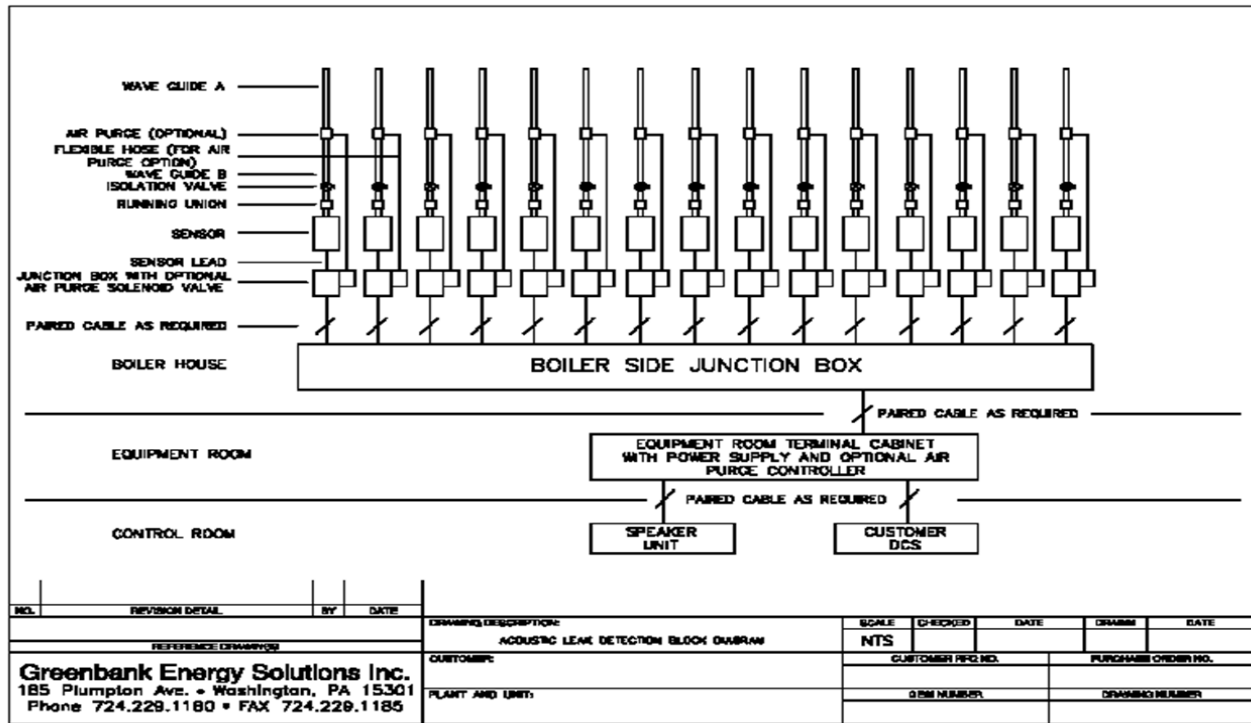 WAVE GUIDE A
AIR PURGE (OPTIONAL)
FLEXIBLE HOSE (FOR AIR
PURGE OPTION)
WAVE GUIDE B
ISOLATION VALVE
RUNNING UNION
SENSOR
SENSOR LEAD
JUNCTION BOX WITH OPTIONAL
AIR PURGE SOLENOID VALVE
PAIRED CABLE AS REQUIRED
BOILER HOUSE
BOILER SIDE JUNCTION BOX
PAIRED CABLE AS REQUIRED
EQUIPMENT ROOM
EQUIPMENT ROOM TERMINAL CABINET
WITH POWER SUPPLY AND OPTIONAL AIR
PURGE CONTROLLER
PAIRED CABLE AS REQUIRED
CONTROL ROOM
SPEAKER
UNIT
CUSTOMER
DCS
NO. REVISION DETAIL BY DATE
REFERENCE DRAWINGS
Greenbank Energy Solutions Inc.
185 Plumpton Ave. • Washington, PA 15301
Phone 724.229.1180 • FAX 724.229.1185
DRAWING DESCRIPTION:
ACOUSTIC LEAK DETECTION BLOCK DIAGRAM
CUSTOMER:
PLANT AND UNIT:
SCALE CHECKED DATE DRAWN DATE
NTS
CUSTOMER RFQ NO. PURCHASE ORDER NO.
GEM NUMBER DRAWING NUMBER